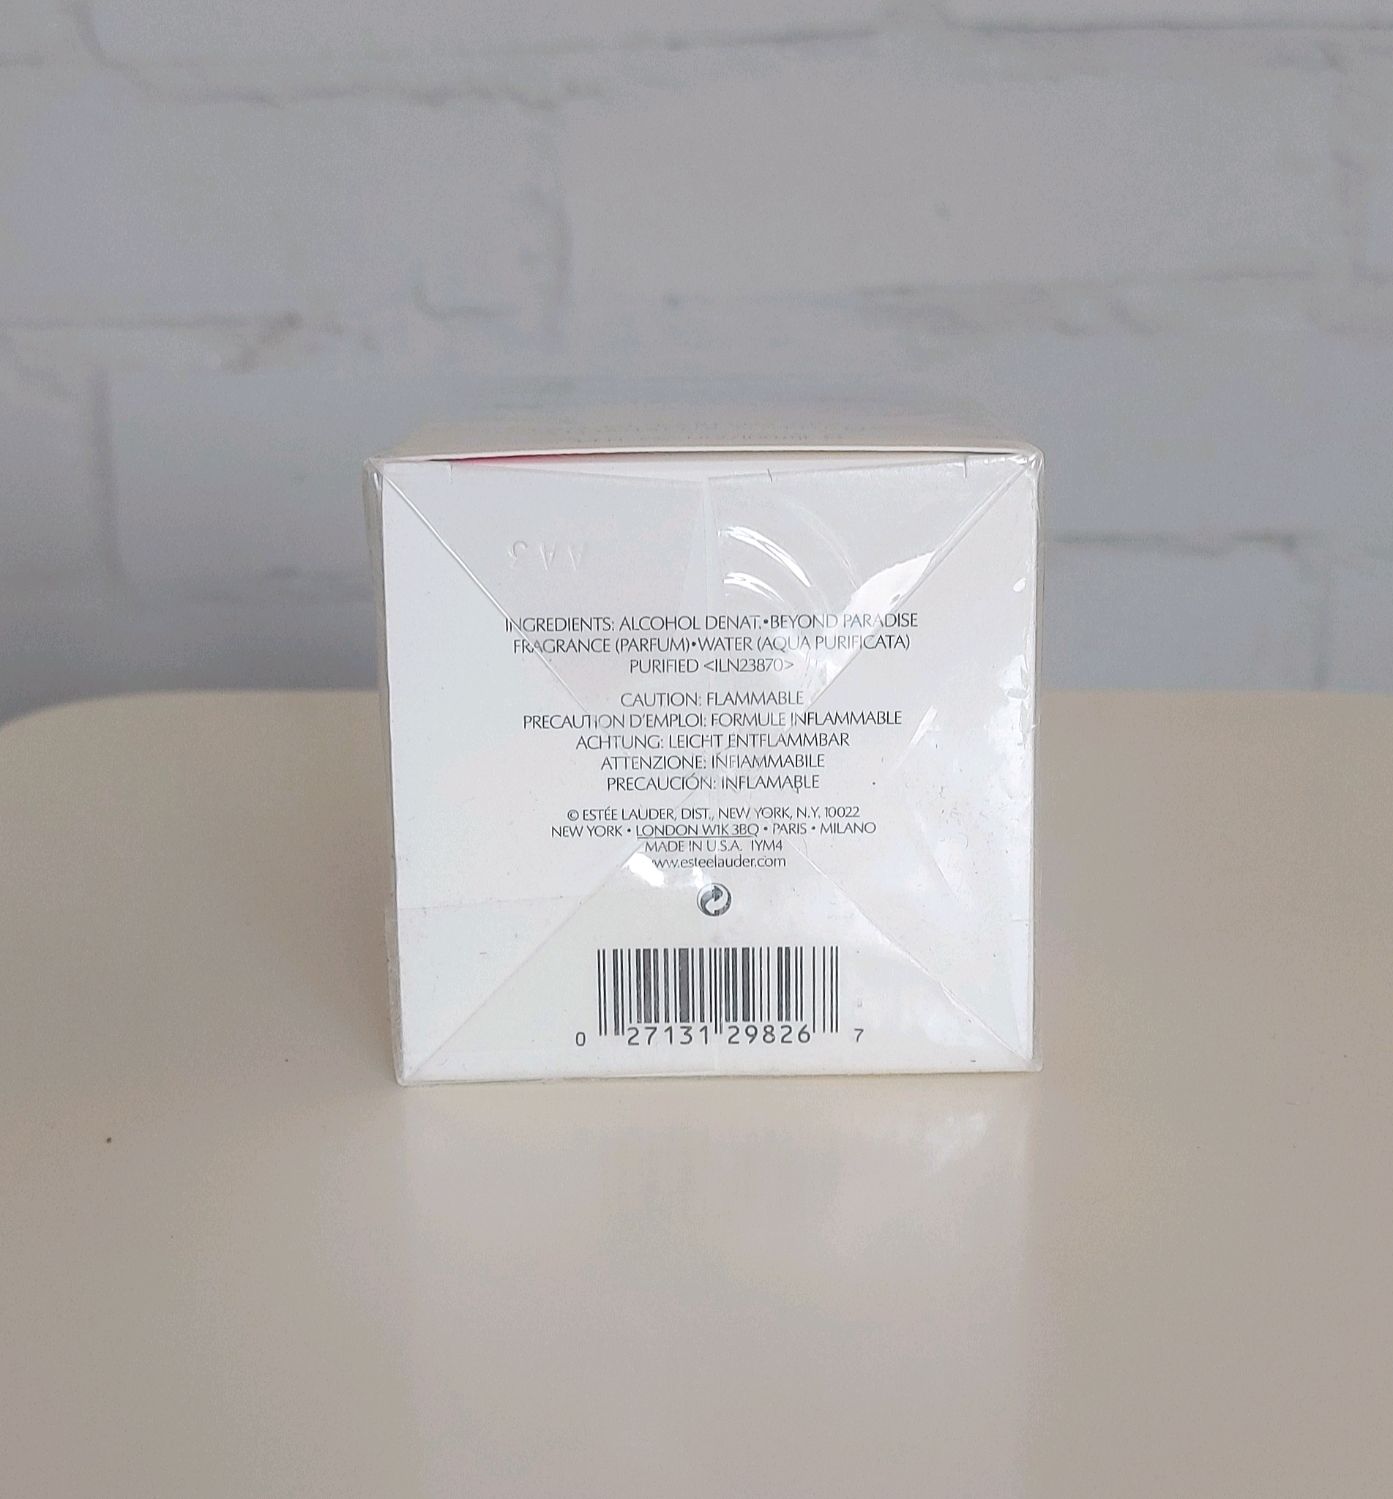 INGREDIENTS: ALCOHOL DENAT.•BEYOND PARADISE
FRAGRANCE (PARFUM)•WATER (AQUA PURIFICATA)
PURIFIED <ILN23870>
CAUTION: FLAMMABLE
PRECAUTION D'EMPLOI: FORMULE INFLAMMABLE
ACHTUNG: LEICHT ENTFLAMMBAR
ATTENZIONE: INFIAMMABILE
PRECAUCIÓN: INFLAMABLE
© ESTÉE LAUDER, DIST., NEW YORK, N.Y. 10022
NEW YORK • LONDON W1K 3BQ • PARIS • MILANO
MADE IN U.S.A. 1YM4
www.esteelauder.com
0 27131 29826 7